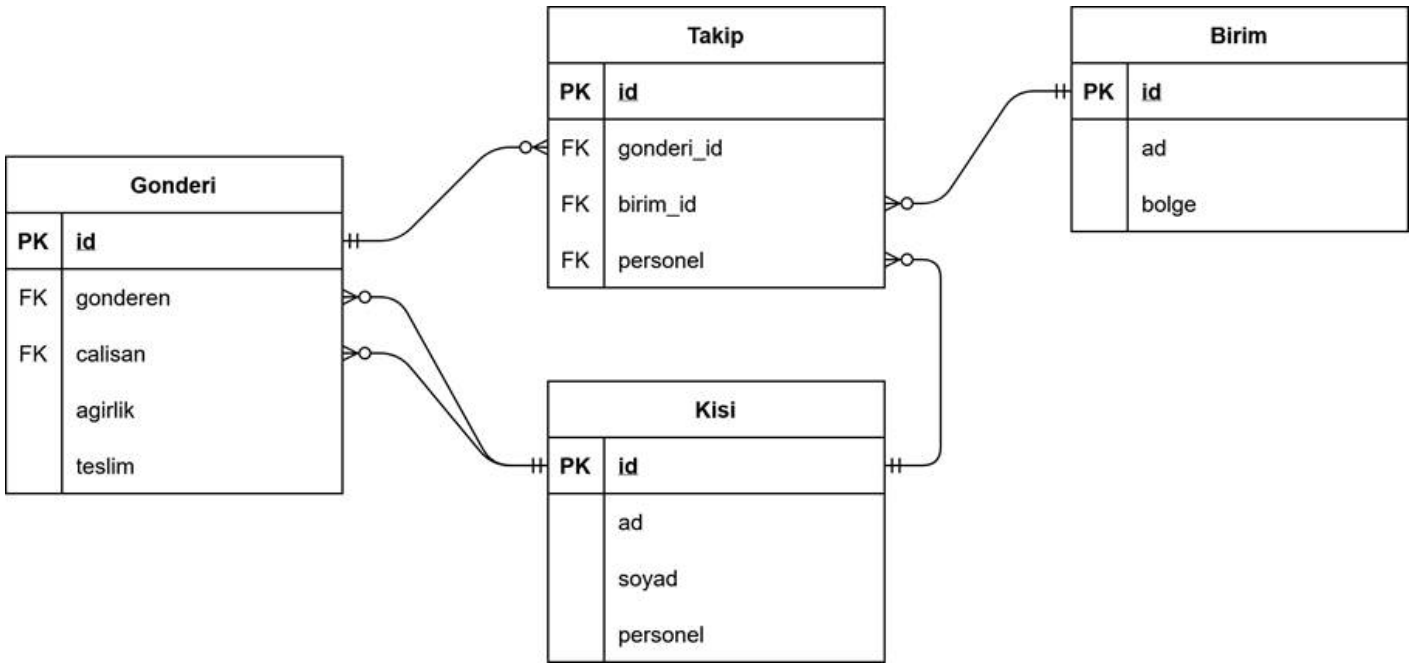 Takip
PK id
FK gonderi_id
FK birim_id
FK personel
Birim
PK id
ad
bolge
Gonderi
PK id
FK gonderen
FK calisan
agirlik
teslim
Kisi
PK id
ad
soyad
personel